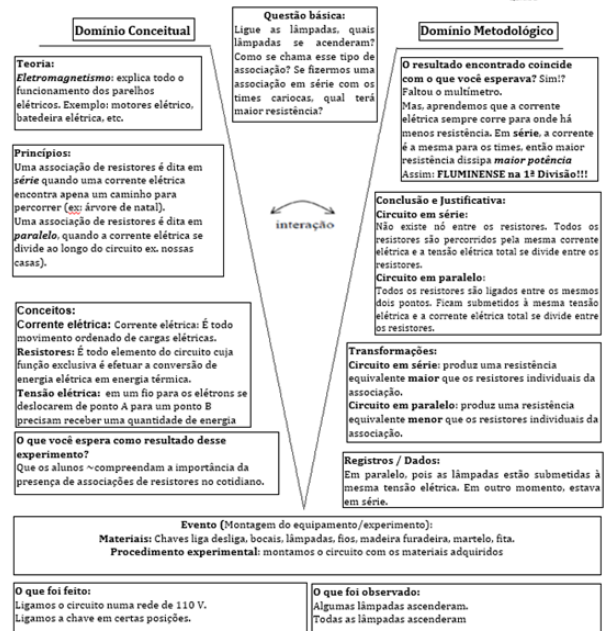 Domínio Conceitual
Teoria:
Eletromagnetismo: explica todo o
funcionamento dos parelhos
elétricos. Exemplo: motores elétrico,
batedeira elétrica, etc.
Princípios:
Uma associação de resistores é dita em
série quando uma corrente elétrica
encontra apena um caminho para
percorrer (ex: árvore de natal).
Uma associação de resistores é dita em
paralelo, quando a corrente elétrica se
divide ao longo do circuito ex. nossas
casas).
Conceitos:
Corrente elétrica: Corrente elétrica: É todo
movimento ordenado de cargas elétricas.
Resistores: É todo elemento do circuito cuja
função exclusiva é efetuar a conversão de
energia elétrica em energia térmica.
Tensão elétrica: em um fio para os elétrons se
deslocarem de ponto A para um ponto B
precisam receber uma quantidade de energia
O que você espera como resultado desse
experimento?
Que os alunos ~compreendam a importância da
presença de associações de resistores no cotidiano.
Questão básica:
Ligue as lâmpadas, quais
lâmpadas se acenderam?
Como se chama esse tipo de
associação? Se fizermos uma
associação em série com os
times cariocas, qual terá
maior resistência?
interação
Domínio Metodológico
O resultado encontrado coincide
com o que você esperava? Sim!?
Faltou o multímetro.
Mas, aprendemos que a corrente
elétrica sempre corre para onde há
menos resistência. Em série, a corrente
é a mesma para os times, então maior
resistência dissipa maior potência
Assim: FLUMINENSE na 1ª Divisão!!!
Conclusão e Justificativa:
Circuito em série:
Não existe nó entre os resistores. Todos os
resistores são percorridos pela mesma corrente
elétrica e a tensão elétrica total se divide entre os
resistores.
Circuito em paralelo:
Todos os resistores são ligados entre os mesmos
dois pontos. Ficam submetidos à mesma tensão
elétrica e a corrente elétrica total se divide entre
os resistores.
Transformações:
Circuito em série: produz uma resistência
equivalente maior que os resistores individuais da
associação.
Circuito em paralelo: produz uma resistência
equivalente menor que os resistores individuais da
associação.
Registros / Dados:
Em paralelo, pois as lâmpadas estão submetidas à
mesma tensão elétrica. Em outro momento, estava
em série.
Evento (Montagem do equipamento/experimento):
Materiais: Chaves liga desliga, bocais, lâmpadas, fios, madeira furadeira, martelo, fita.
Procedimento experimental: montamos o circuito com os materiais adquiridos
O que foi feito:
Ligamos o circuito numa rede de 110 V.
Ligamos a chave em certas posições.
O que foi observado:
Algumas lâmpadas ascenderam.
Todas as lâmpadas ascenderam